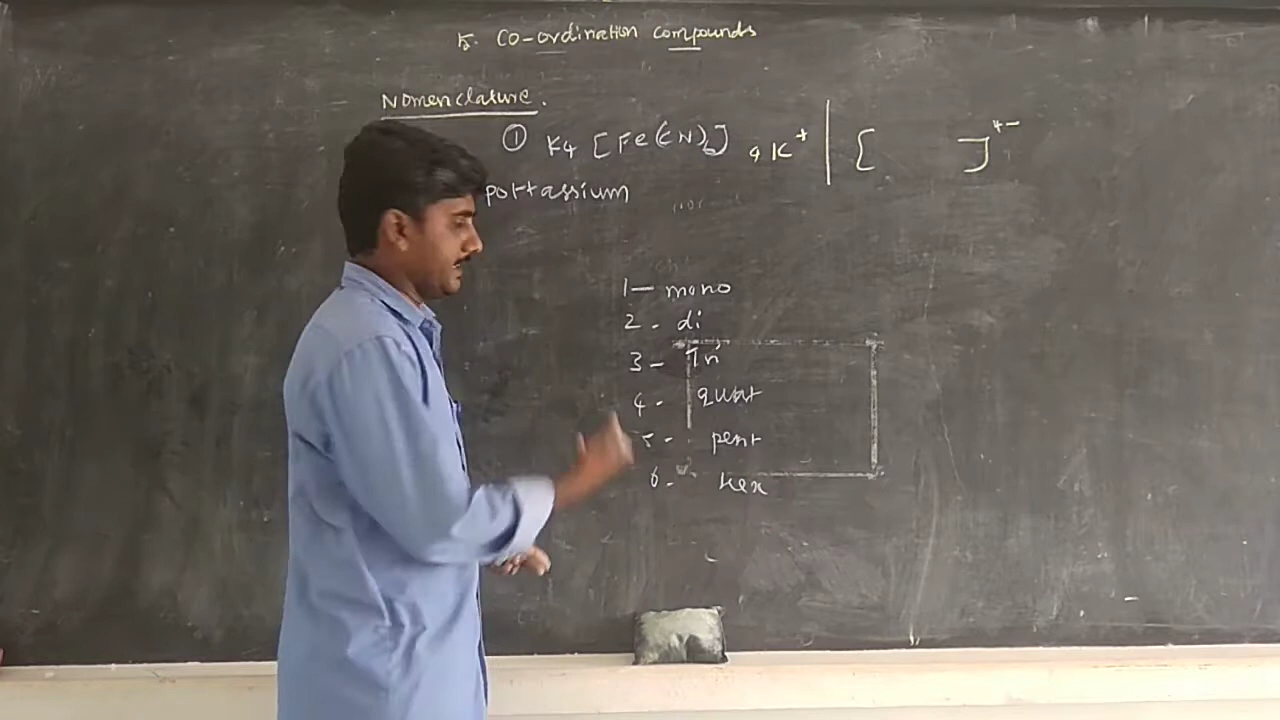 5. Co-ordination compounds
Nomenclature.
① K4 [Fe(CN)6] , 4K+ | [ ]4-
pottassium
1- mono
2 - di
3 - Tri
4 - quat
5 - pent
6 - hex